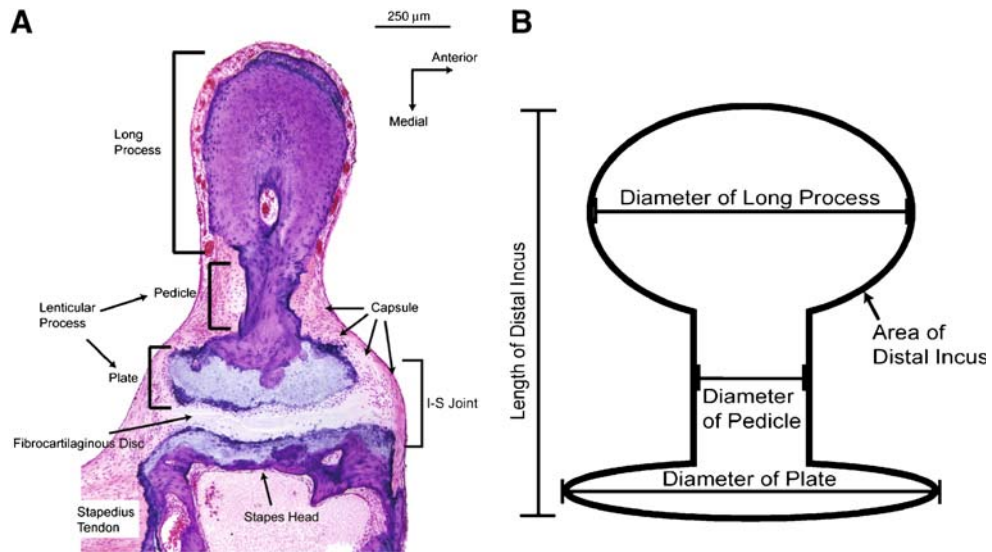 A
250 µm
Anterior
Medial
Long
Process
Pedicle
Lenticular
Process
Capsule
Plate
I-S Joint
Fibrocartilaginous Disc
Stapes Head
Stapedius
Tendon
B
Length of Distal Incus
Diameter of Long Process
Area of
Distal Incus
Diameter
of Pedicle
Diameter of Plate